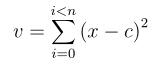 v = \sum_{i=0}^{i<n} (x - c)^2